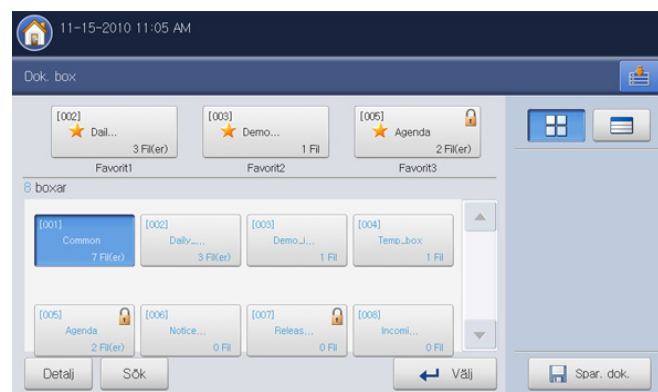 11-15-2010 11:05 AM
Dok. box
[002] [003] [005]
Dail... Demo... Agenda
3 Fil(er) 1 Fil 2 Fil(er)
Favorit1 Favorit2 Favorit3
8 boxar
[001] [002] [003] [004]
Common Daily_... Demo_i... Temp_box
7 Fil(er) 3 Fil(er) 1 Fil 1 Fil
[005] [006] [007] [008]
Agenda Notice... Releas... Incomi...
2 Fil(er) 0 Fil 0 Fil 0 Fil
Detalj Sök Välj Spar. dok.